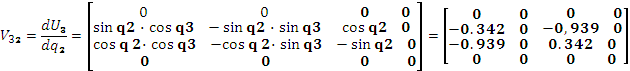 V₃₂ = dU₃/dq₂ = [0 0 0 0; sin q2 · cos q3 − sin q2 · sin q3 cos q2 0; cos q 2· cos q3 −cos q2· sin q3 − sin q2 0; 0 0 0 0] = [0 0 0 0; −0.342 0 −0,939 0; −0.939 0 0.342 0; 0 0 0 0]